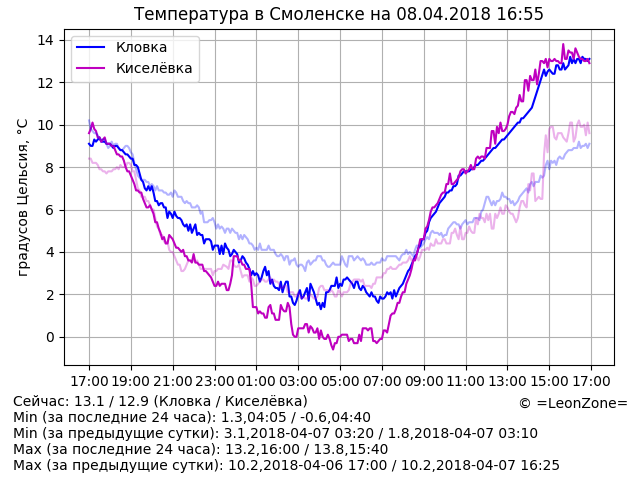 Температура в Смоленске на 08.04.2018 16:55
градусов Цельсия, °C
14
12
10
8
6
4
2
0
Кловка
Киселёвка
17:00 19:00 21:00 23:00 01:00 03:00 05:00 07:00 09:00 11:00 13:00 15:00 17:00
Сейчас: 13.1 / 12.9 (Кловка / Киселёвка)
© =LeonZone=
Min (за последние 24 часа): 1.3,04:05 / -0.6,04:40
Min (за предыдущие сутки): 3.1,2018-04-07 03:20 / 1.8,2018-04-07 03:10
Max (за последние 24 часа): 13.2,16:00 / 13.8,15:40
Max (за предыдущие сутки): 10.2,2018-04-06 17:00 / 10.2,2018-04-07 16:25